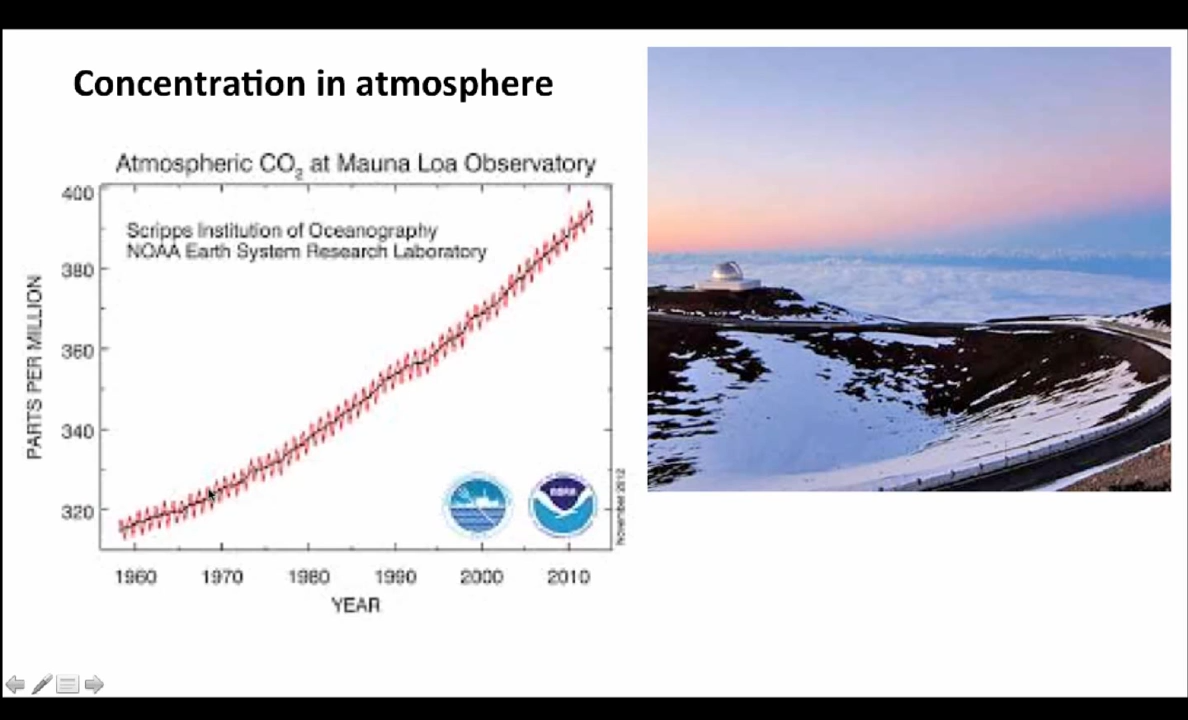 Concentration in atmosphere
Atmospheric CO₂ at Mauna Loa Observatory
Scripps Institution of Oceanography
NOAA Earth System Research Laboratory
PARTS PER MILLION
400
380
360
340
320
NOAA
November 2012
1960 1970 1980 1990 2000 2010
YEAR